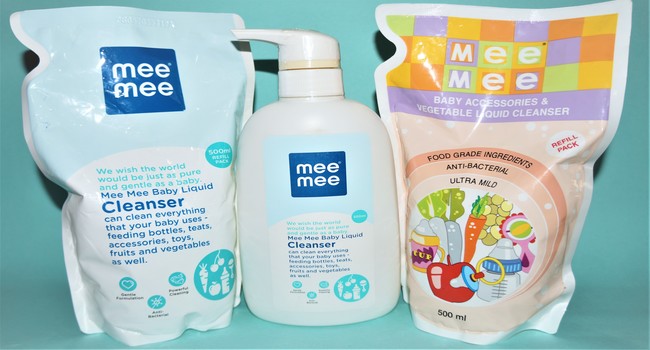 mee
mee
500ml
REFILL
PACK
We wish the world
would be just as pure
and gentle as a baby.
Mee Mee Baby Liquid
Cleanser
can clean everything
that your baby uses -
feeding bottles, teats,
accessories, toys,
fruits and vegetables
as well.
Gentle
Formulation
Anti
Bacterial
Powerful
Cleaning
mee
mee
We wish the world
would be just as pure
and gentle as a baby.
Mee Mee Baby Liquid
Cleanser
can clean everything
that your baby uses -
feeding bottles, teats,
accessories, toys,
fruits and vegetables
as well.
Mee
Mee
BABY ACCESSORIES &
VEGETABLE LIQUID CLEANSER
REFILL
PACK
FOOD GRADE INGREDIENTS
ANTI-BACTERIAL
ULTRA MILD
CUP
500 ml